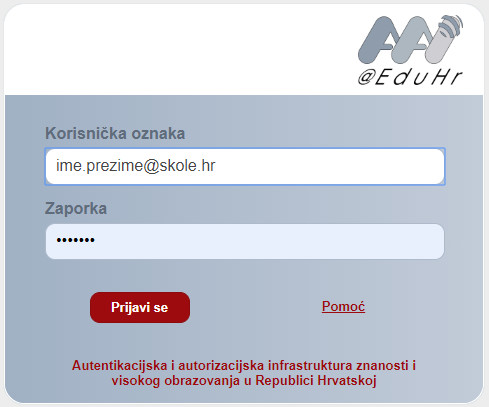 AAI
@EduHr
Korisnička oznaka
ime.prezime@skole.hr
Zaporka
•••••••
Prijavi se
Pomoć
Autentikacijska i autorizacijska infrastruktura znanosti i
visokog obrazovanja u Republici Hrvatskoj